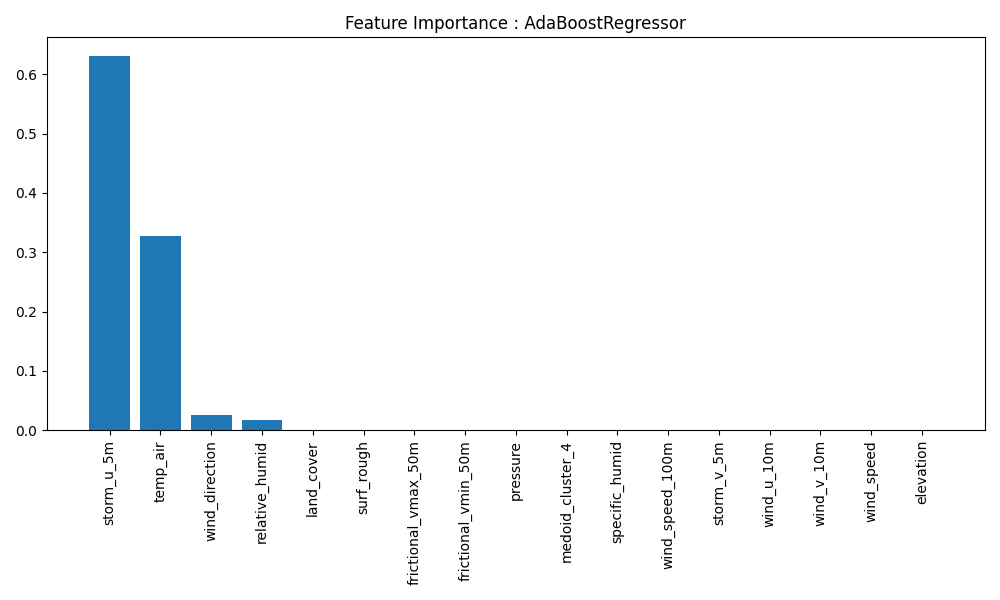 Feature Importance : AdaBoostRegressor
0.6
0.5
0.4
0.3
0.2
0.1
0.0
storm_u_5m
temp_air
wind_direction
relative_humid
land_cover
surf_rough
frictional_vmax_50m
frictional_vmin_50m
pressure
medoid_cluster_4
specific_humid
wind_speed_100m
storm_v_5m
wind_u_10m
wind_v_10m
wind_speed
elevation